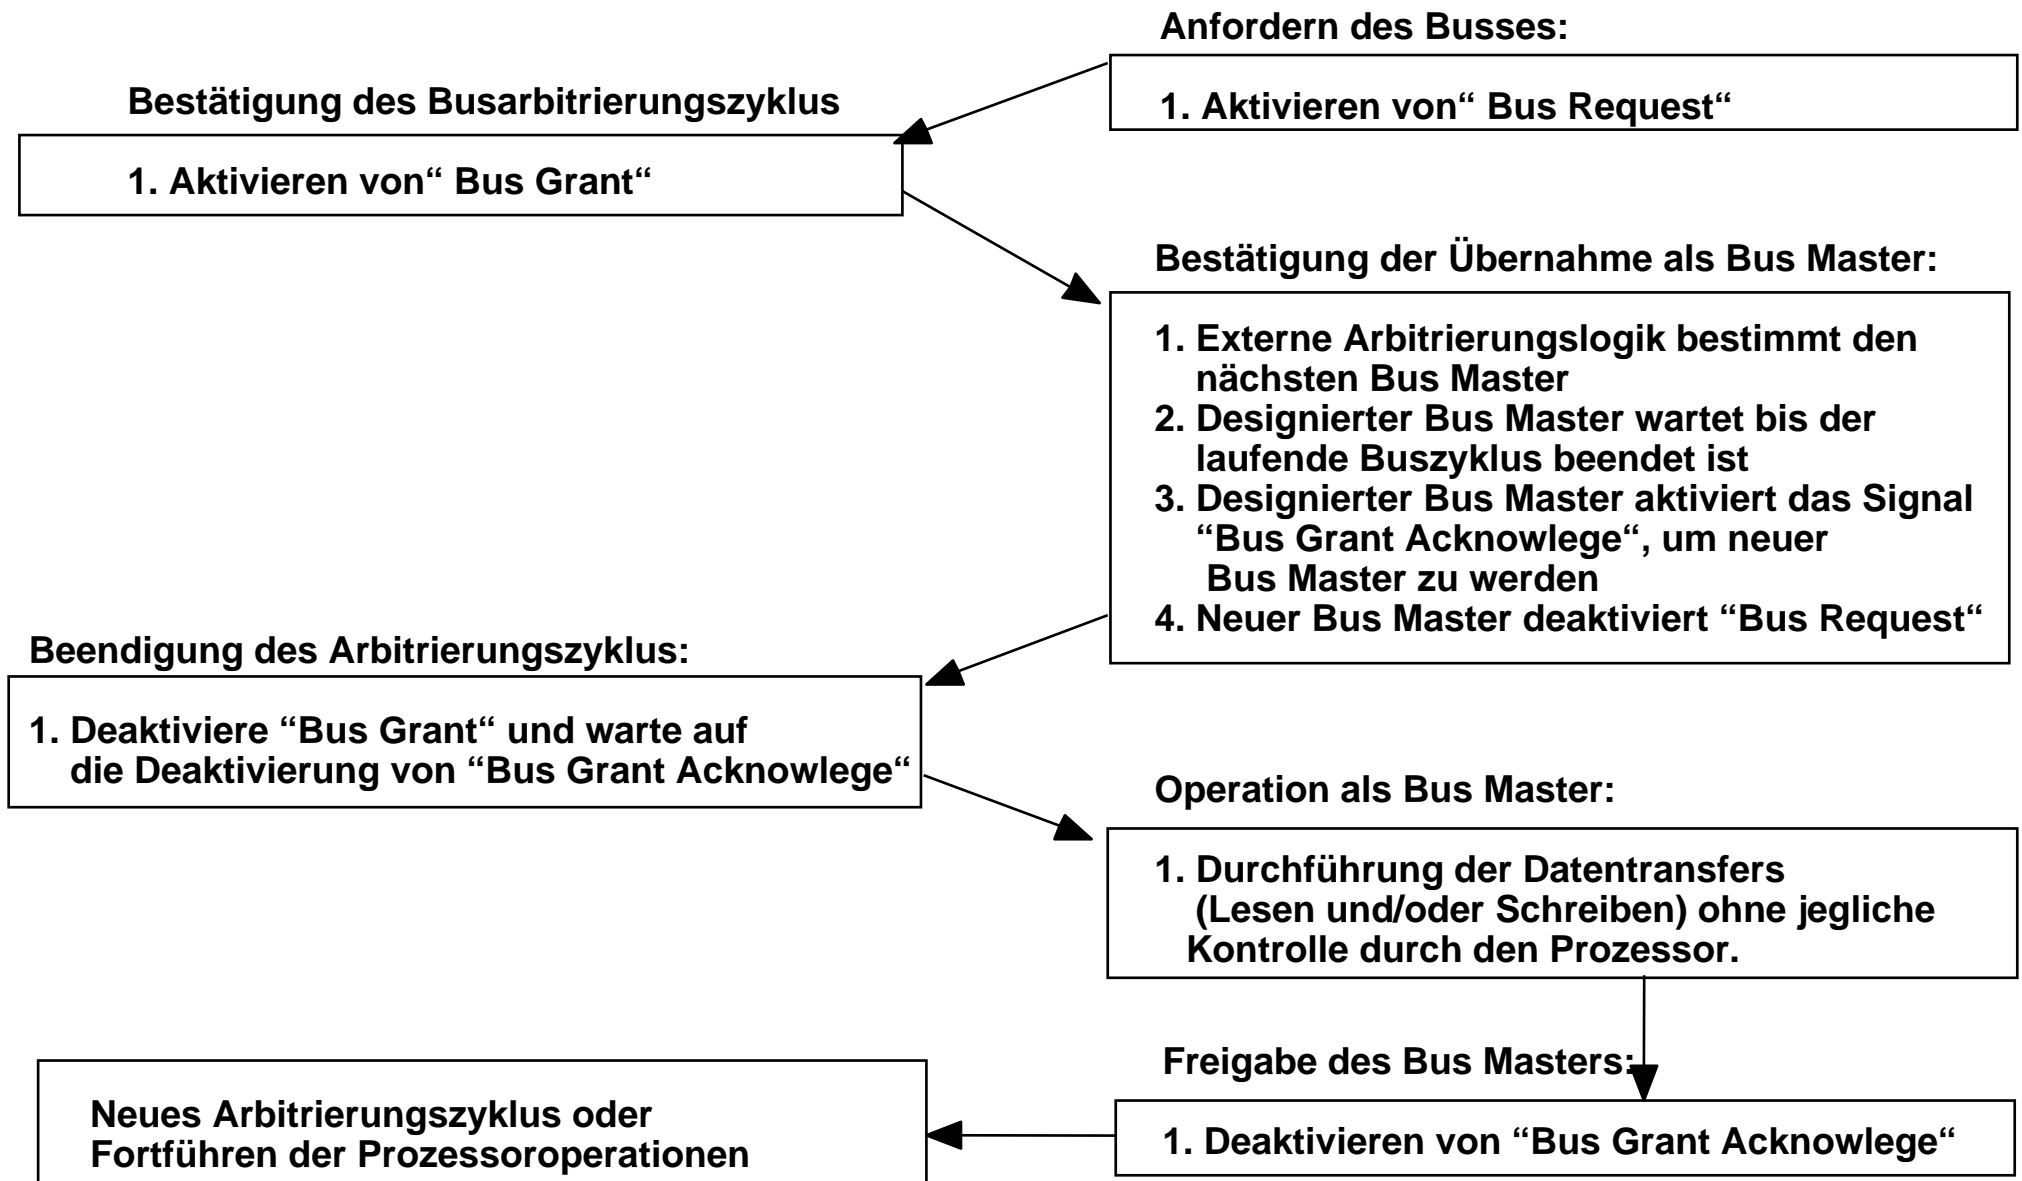 Anfordern des Busses:
1. Aktivieren von“ Bus Request“
Bestätigung des Busarbitrierungszyklus
1. Aktivieren von“ Bus Grant“
Bestätigung der Übernahme als Bus Master:
1. Externe Arbitrierungslogik bestimmt den
nächsten Bus Master
2. Designierter Bus Master wartet bis der
laufende Buszyklus beendet ist
3. Designierter Bus Master aktiviert das Signal
“Bus Grant Acknowlege“, um neuer
Bus Master zu werden
4. Neuer Bus Master deaktiviert “Bus Request“
Beendigung des Arbitrierungszyklus:
1. Deaktiviere “Bus Grant“ und warte auf
die Deaktivierung von “Bus Grant Acknowlege“
Operation als Bus Master:
1. Durchführung der Datentransfers
(Lesen und/oder Schreiben) ohne jegliche
Kontrolle durch den Prozessor.
Freigabe des Bus Masters:
1. Deaktivieren von “Bus Grant Acknowlege“
Neues Arbitrierungszyklus oder
Fortführen der Prozessoroperationen